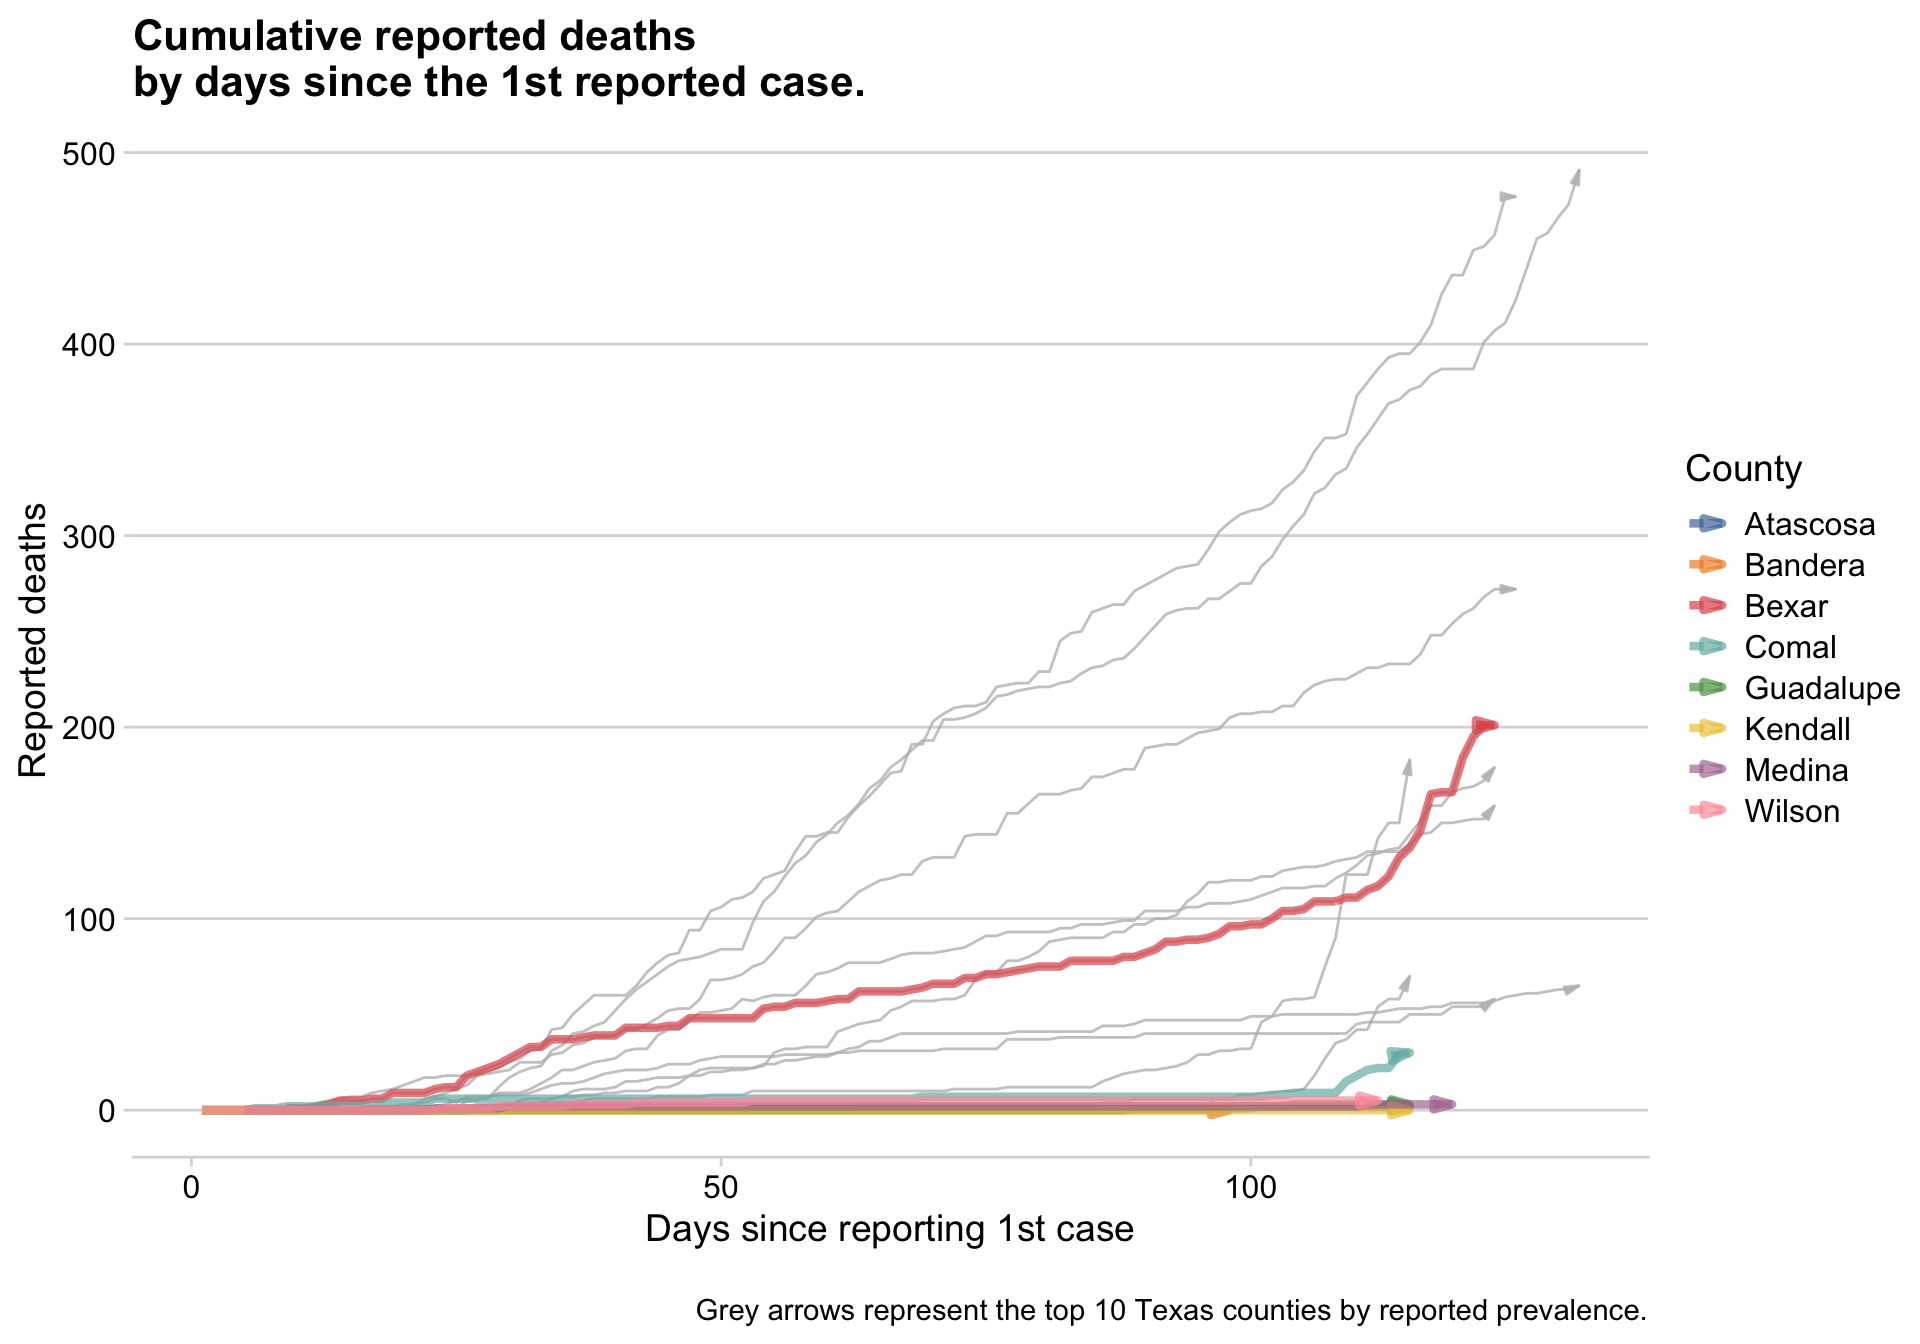 Cumulative reported deaths
by days since the 1st reported case.
500
400
300
200
100
0
Reported deaths
0 50 100
Days since reporting 1st case
County
Atascosa
Bandera
Bexar
Comal
Guadalupe
Kendall
Medina
Wilson
Grey arrows represent the top 10 Texas counties by reported prevalence.